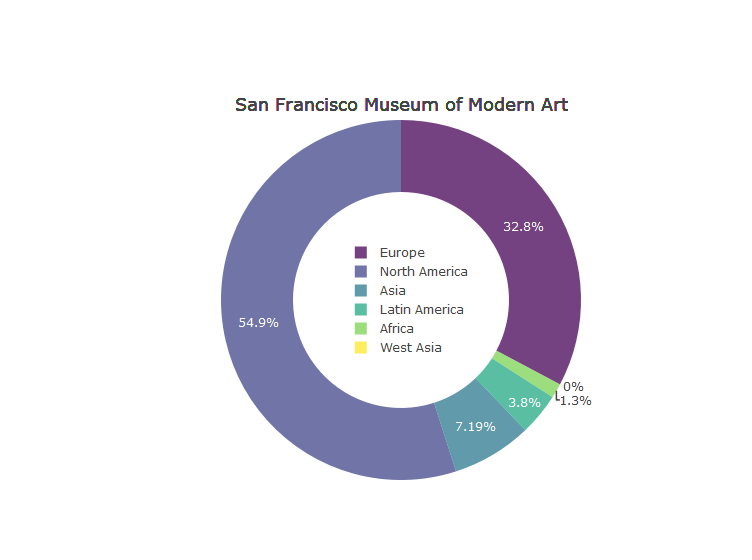 San Francisco Museum of Modern Art
32.8%
Europe
North America
Asia
Latin America
Africa
West Asia
54.9%
0%
1.3%
3.8%
7.19%